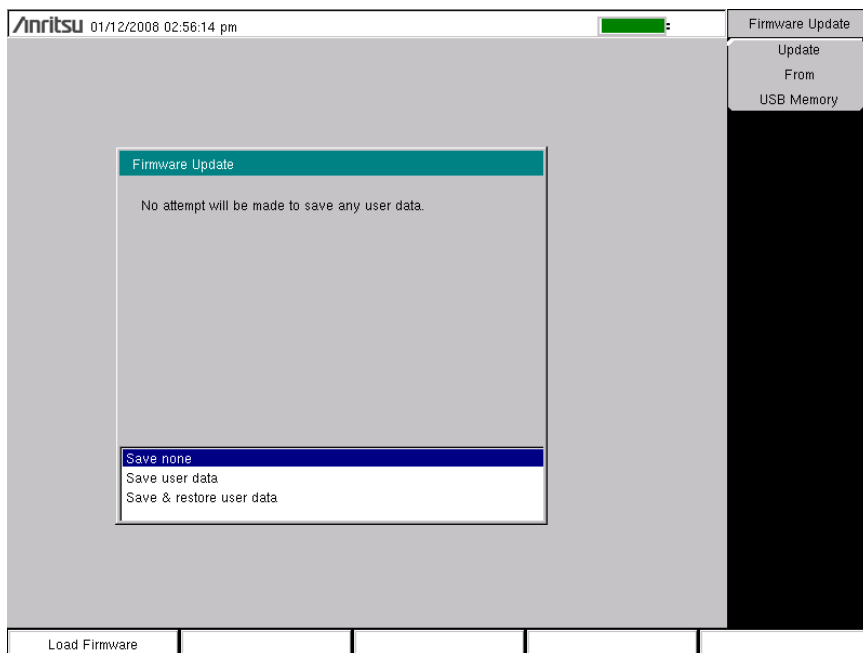 Anritsu 01/12/2008 02:56:14 pm
Firmware Update
Update
From
USB Memory
Firmware Update
No attempt will be made to save any user data.
Save none
Save user data
Save & restore user data
Load Firmware